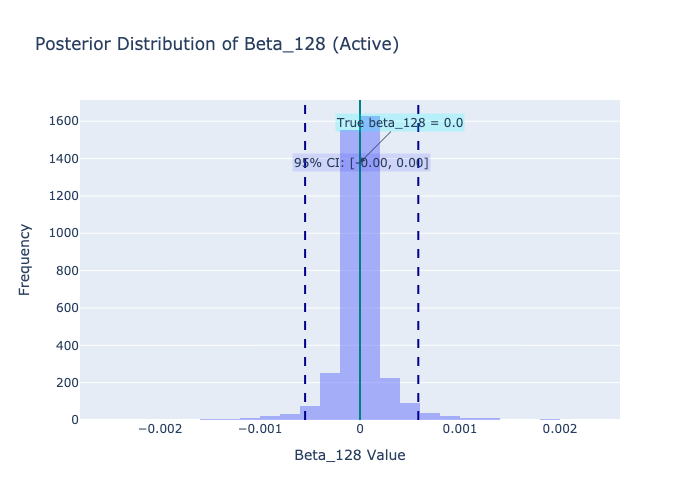 Posterior Distribution of Beta_128 (Active)
1600
1400
1200
1000
800
600
400
200
0
Frequency
True beta_128 = 0.0
95% CI: [-0.00, 0.00]
−0.002
−0.001
0
0.001
0.002
Beta_128 Value